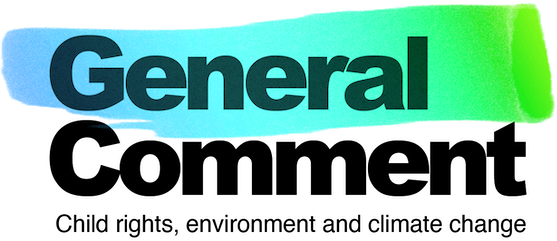 General
Comment
Child rights, environment and climate change